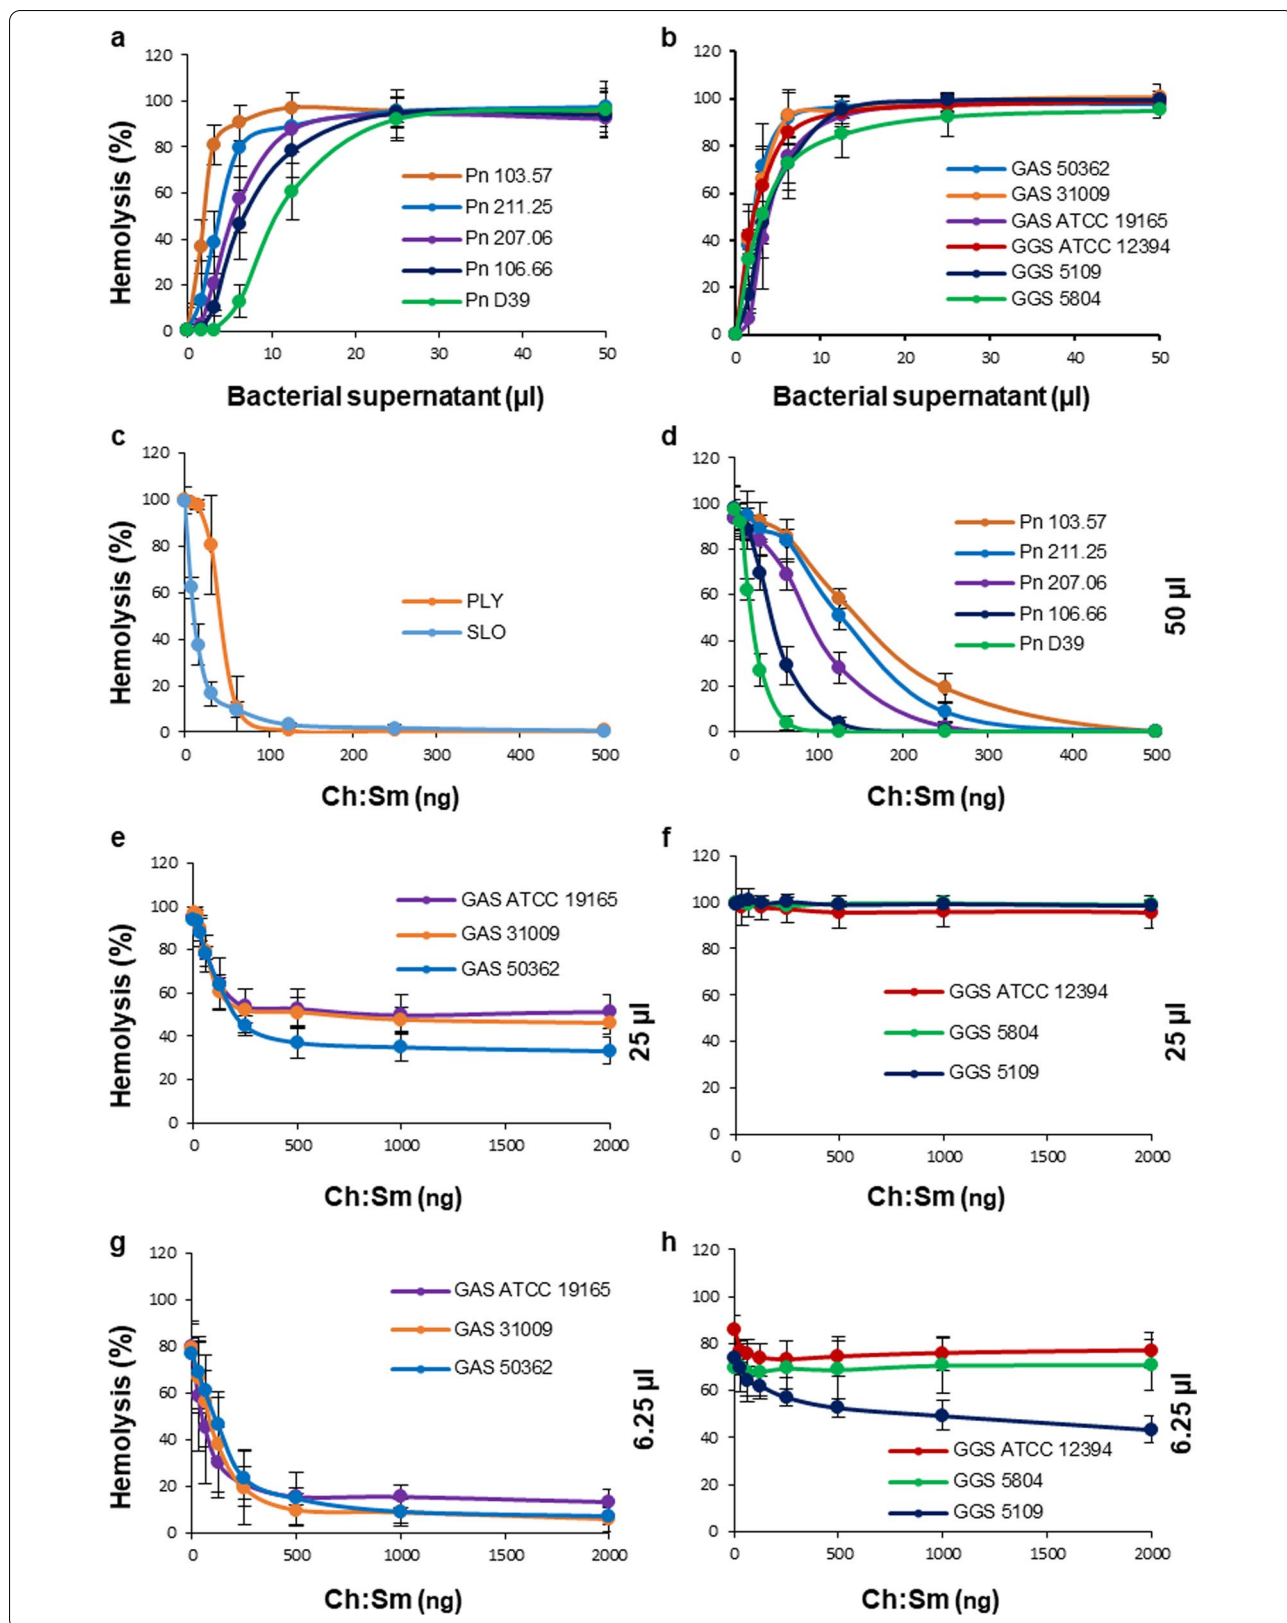 a
120
100
80
60
40
20
0
0 10 20 30 40 50
Hemolysis (%)
Bacterial supernatant (µl)
Pn 103.57
Pn 211.25
Pn 207.06
Pn 106.66
Pn D39
b
120
100
80
60
40
20
0
0 10 20 30 40 50
Bacterial supernatant (µl)
GAS 50362
GAS 31009
GAS ATCC 19165
GGS ATCC 12394
GGS 5109
GGS 5804
c
120
100
80
60
40
20
0
0 100 200 300 400 500
Hemolysis (%)
Ch:Sm (ng)
PLY
SLO
d
120
100
80
60
40
20
0
0 100 200 300 400 500
Ch:Sm (ng)
Pn 103.57
Pn 211.25
Pn 207.06
Pn 106.66
Pn D39
50 µl
e
120
100
80
60
40
20
0
0 500 1000 1500 2000
Hemolysis (%)
Ch:Sm (ng)
GAS ATCC 19165
GAS 31009
GAS 50362
25 µl
f
120
100
80
60
40
20
0
0 500 1000 1500 2000
Ch:Sm (ng)
GGS ATCC 12394
GGS 5804
GGS 5109
25 µl
g
120
100
80
60
40
20
0
0 500 1000 1500 2000
Hemolysis (%)
Ch:Sm (ng)
GAS ATCC 19165
GAS 31009
GAS 50362
6.25 µl
h
120
100
80
60
40
20
0
0 500 1000 1500 2000
Ch:Sm (ng)
GGS ATCC 12394
GGS 5804
GGS 5109
6.25 µl